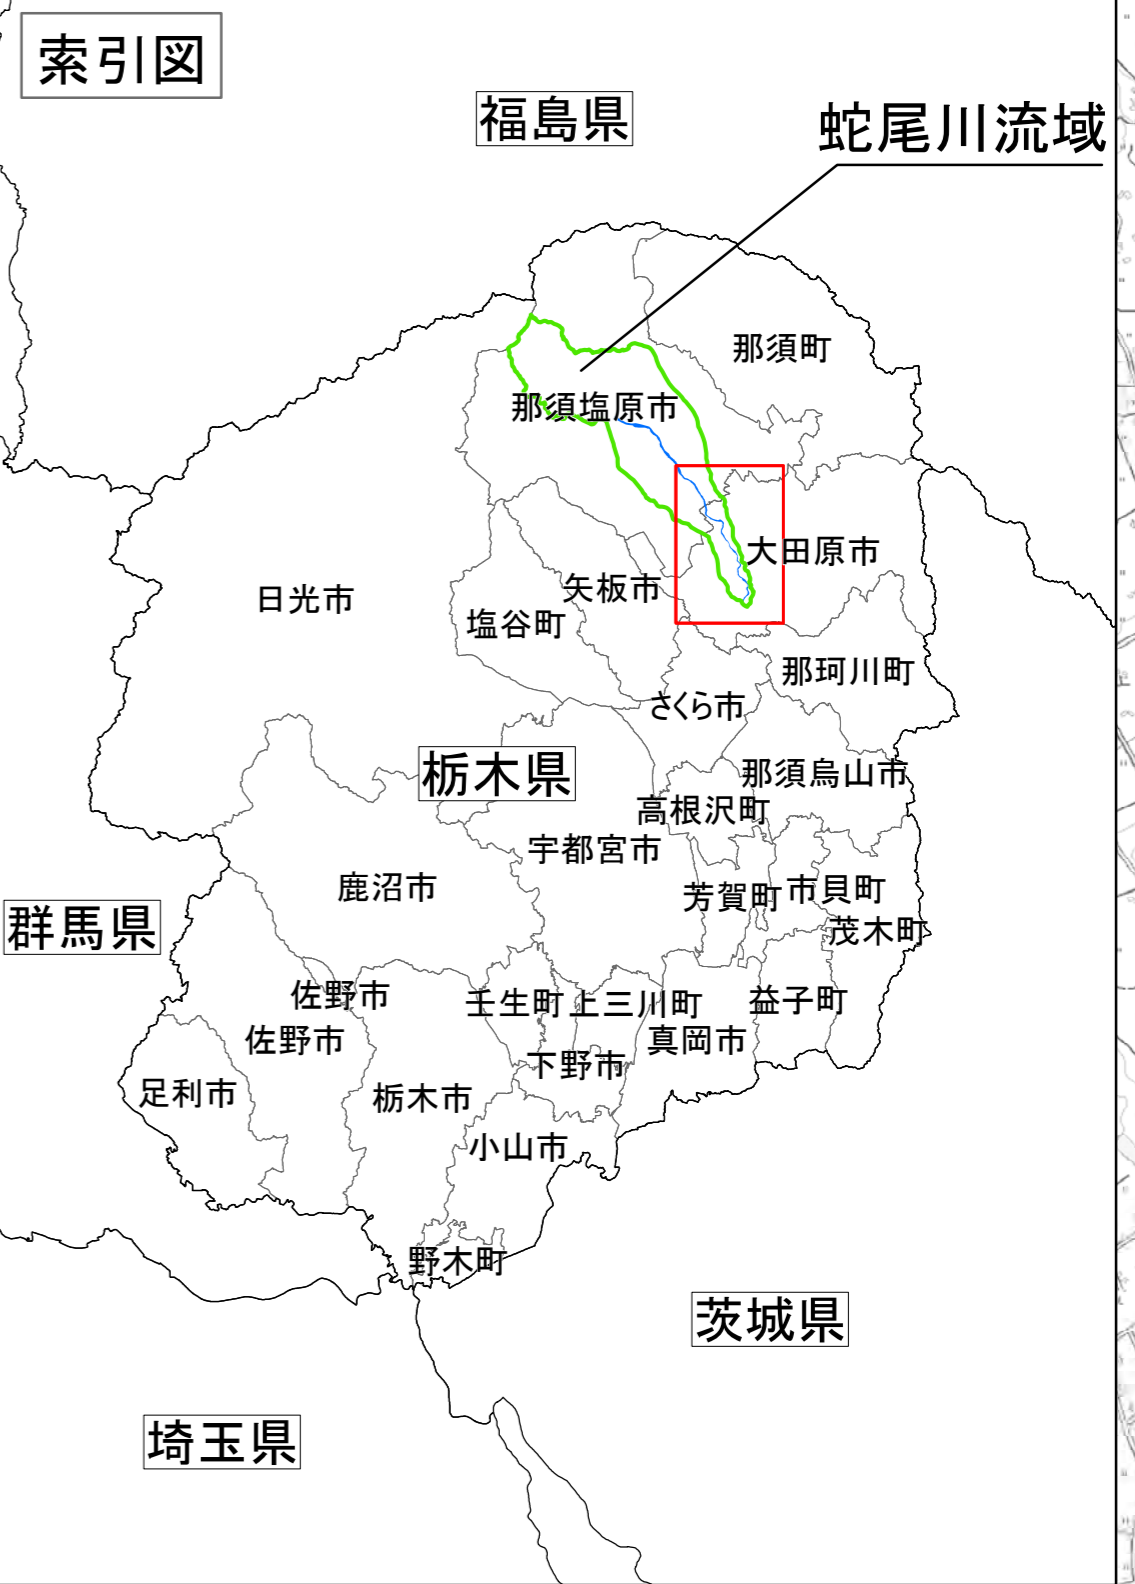 索引図
福島県
蛇尾川流域
那須町
那須塩原市
大田原市
日光市
矢板市
塩谷町
那珂川町
さくら市
栃木県
那須烏山市
高根沢町
宇都宮市
鹿沼市
芳賀町
市貝町
群馬県
茂木町
佐野市
壬生町
上三川町
益子町
佐野市
真岡市
下野市
足利市
栃木市
小山市
野木町
茨城県
埼玉県